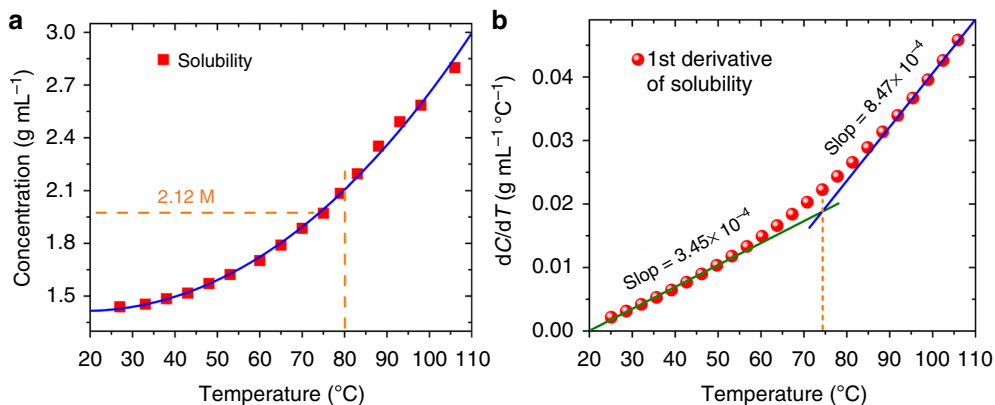 a
Concentration (g mL⁻¹)
3.0
2.7
2.4
2.1
1.8
1.5
Solubility
2.12 M
20 30 40 50 60 70 80 90 100 110
Temperature (°C)
b
dC/dT (g mL⁻¹ °C⁻¹)
0.04
0.03
0.02
0.01
0.00
1st derivative
of solubility
Slop = 8.47× 10⁻⁴
Slop = 3.45× 10⁻⁴
20 30 40 50 60 70 80 90 100 110
Temperature (°C)